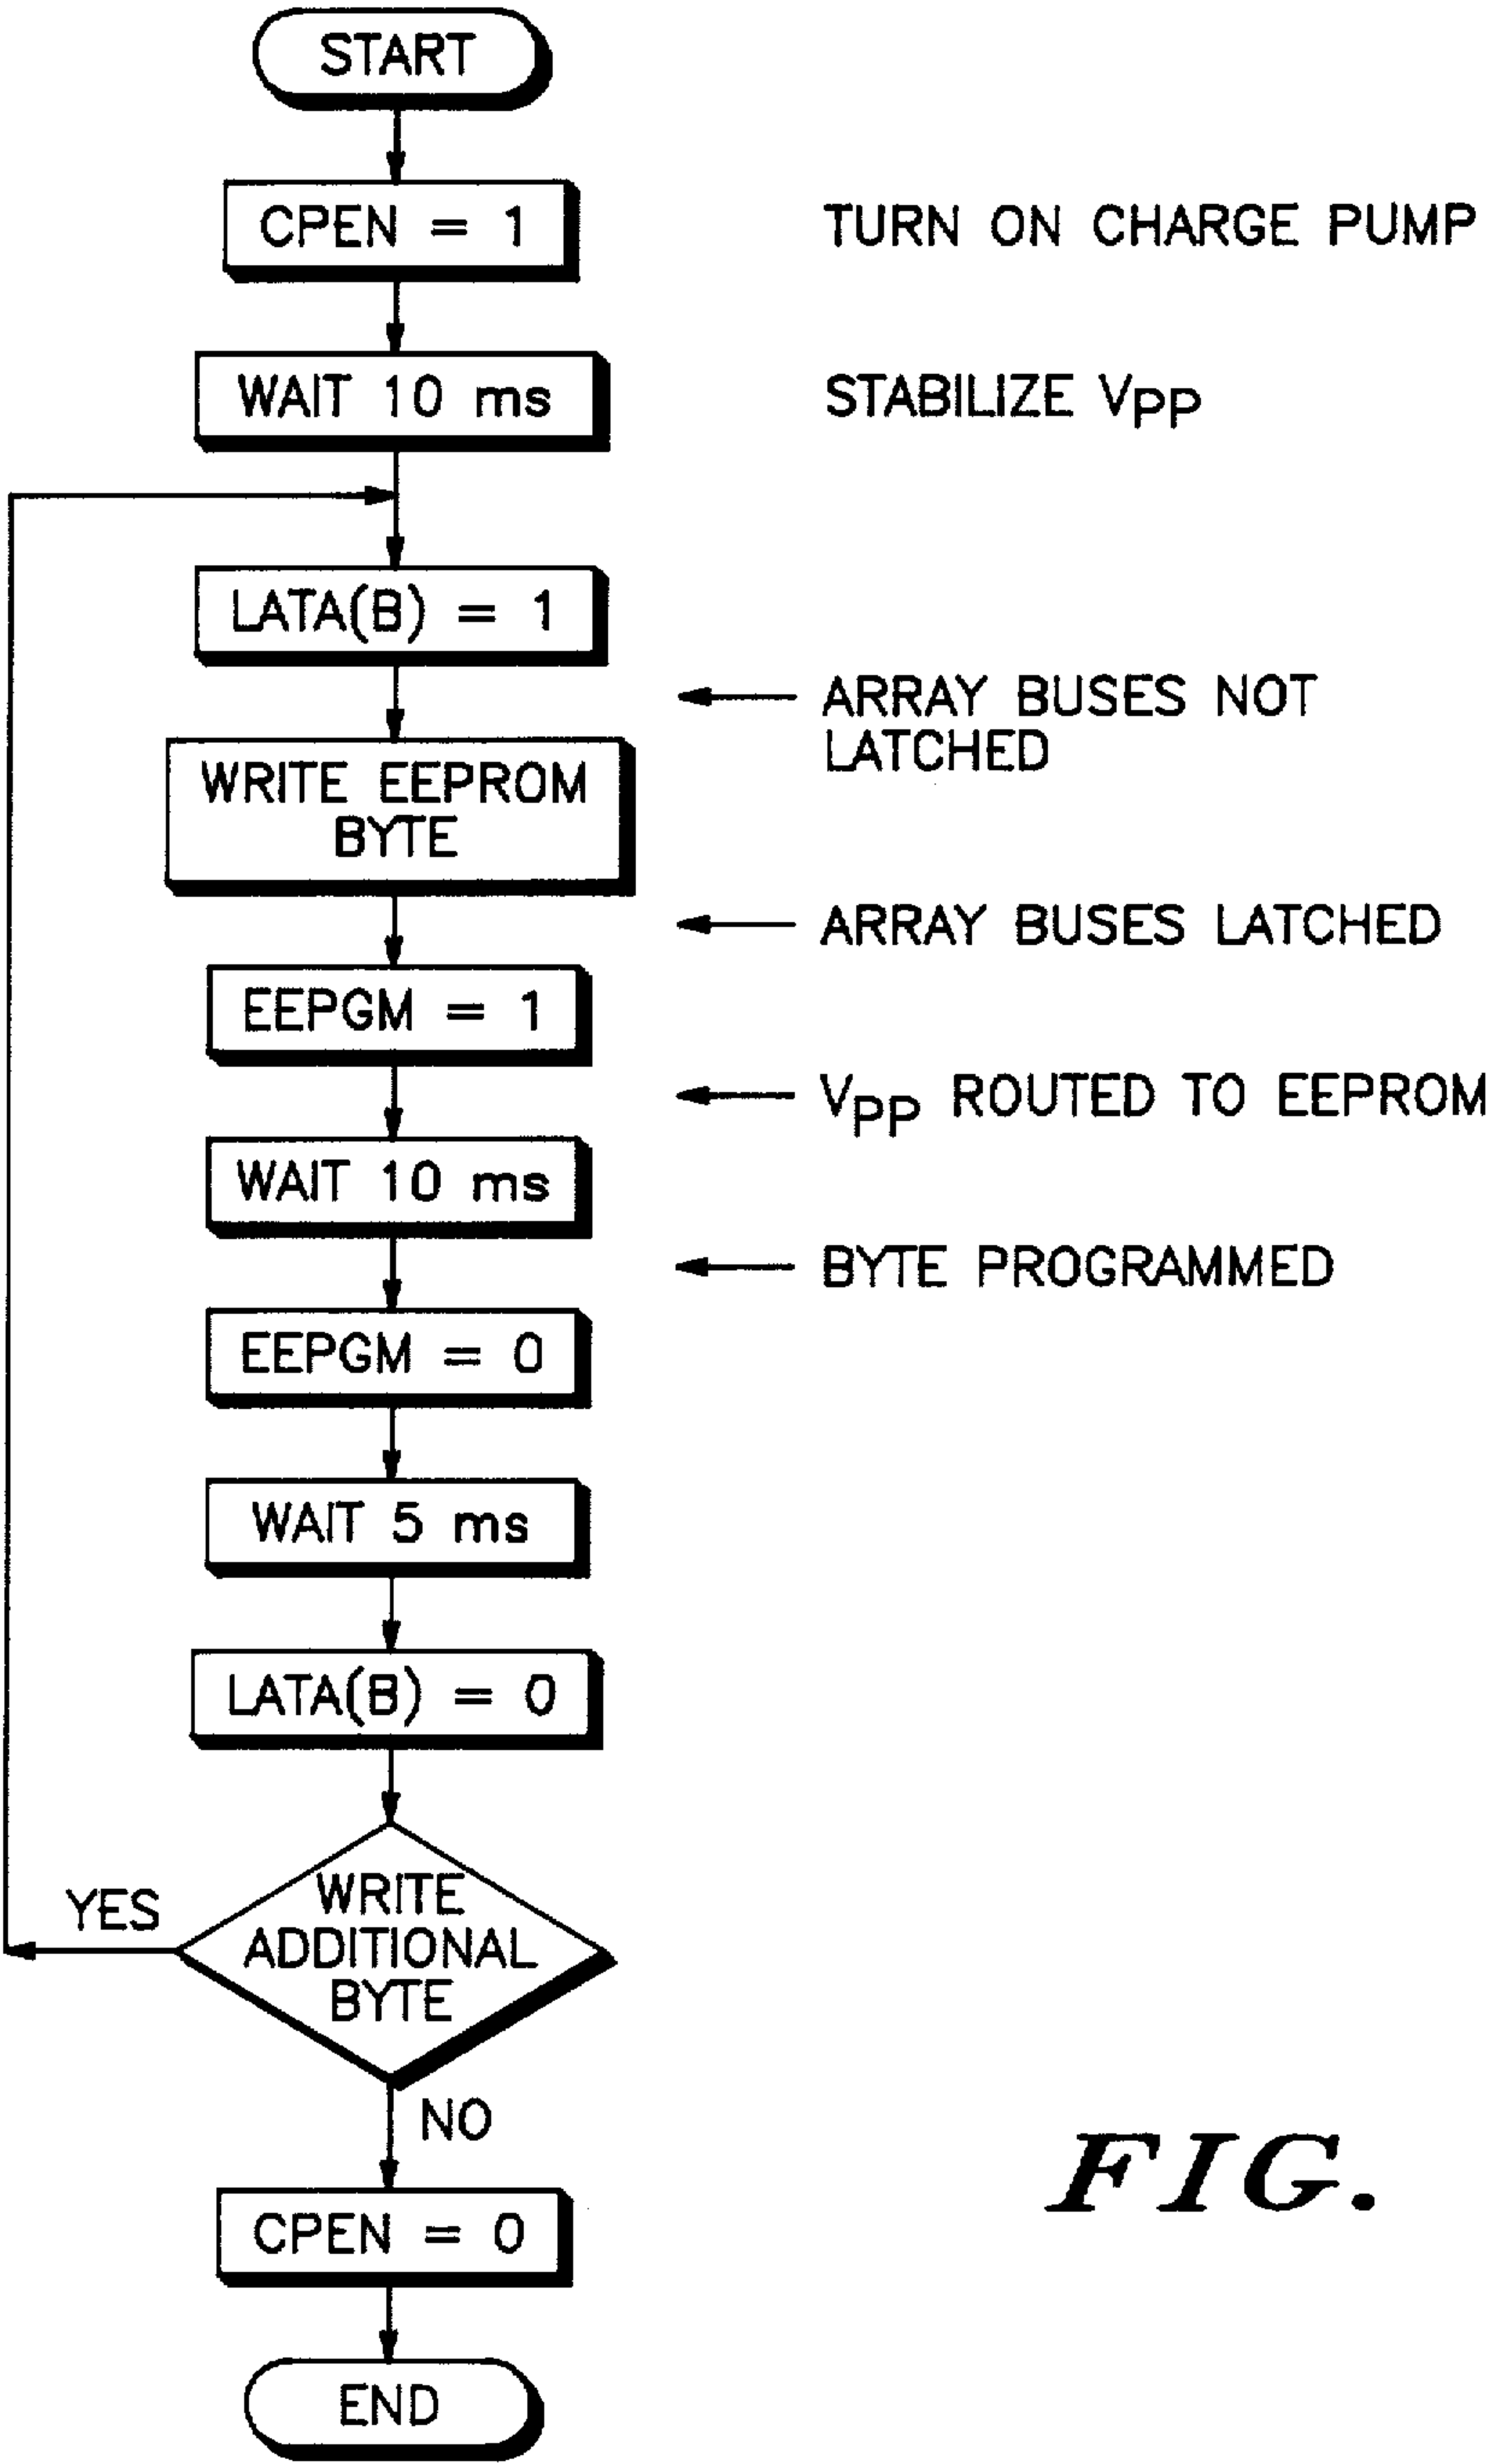 START
CPEN = 1
TURN ON CHARGE PUMP
WAIT 10 ms
STABILIZE VPP
LATA(B) = 1
ARRAY BUSES NOT
LATCHED
WRITE EEPROM
BYTE
ARRAY BUSES LATCHED
EEPGM = 1
VPP ROUTED TO EEPROM
WAIT 10 ms
BYTE PROGRAMMED
EEPGM = 0
WAIT 5 ms
LATA(B) = 0
WRITE
ADDITIONAL
BYTE
YES
NO
CPEN = 0
END
FIG.